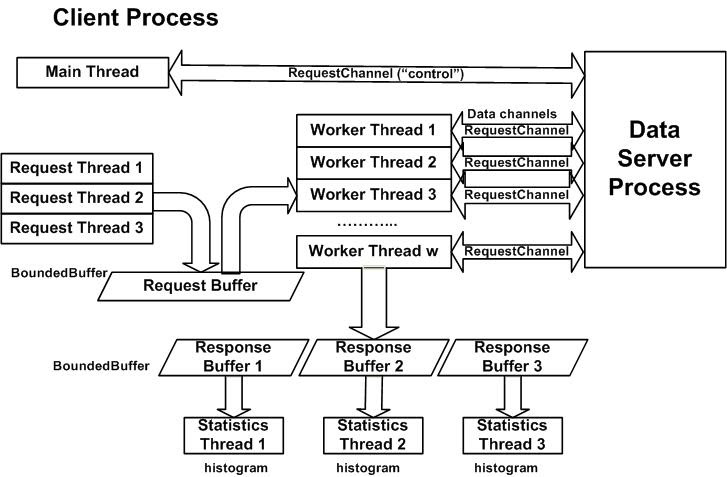 Client Process
Main Thread
RequestChannel (“control”)
Data
Server
Process
Data channels
Worker Thread 1
RequestChannel
Worker Thread 2
RequestChannel
Worker Thread 3
RequestChannel
………...
Worker Thread w
RequestChannel
Request Thread 1
Request Thread 2
Request Thread 3
BoundedBuffer
Request Buffer
BoundedBuffer
Response
Buffer 1
Response
Buffer 2
Response
Buffer 3
Statistics
Thread 1
Statistics
Thread 2
Statistics
Thread 3
histogram
histogram
histogram